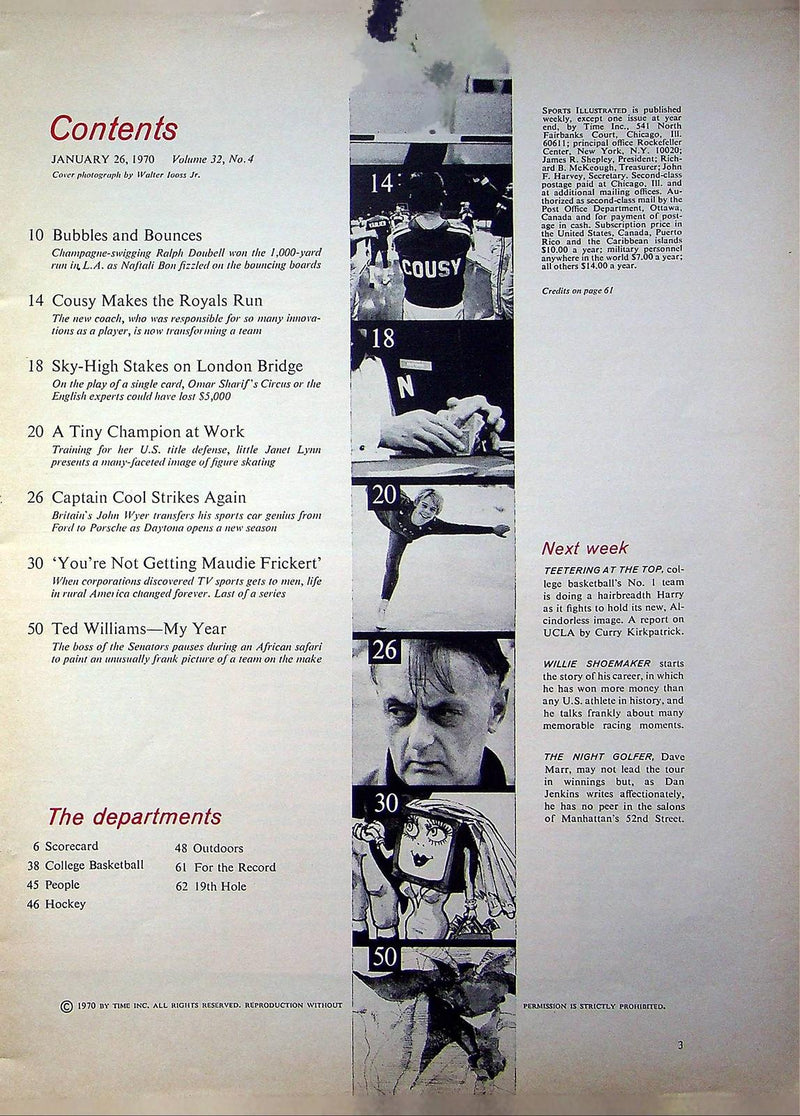 Contents
JANUARY 26, 1970 Volume 32, No. 4
Cover photograph by Walter Iooss Jr.
10 Bubbles and Bounces
Champagne-swigging Ralph Doubell won the 1,000-yard
run in L.A. as Naftali Bon fizzled on the bouncing boards
14 Cousy Makes the Royals Run
The new coach, who was responsible for so many innova-
tions as a player, is now transforming a team
18 Sky-High Stakes on London Bridge
On the play of a single card, Omar Sharif's Circus or the
English experts could have lost $5,000
20 A Tiny Champion at Work
Training for her U.S. title defense, little Janet Lynn
presents a many-faceted image of figure skating
26 Captain Cool Strikes Again
Britain's John Wyer transfers his sports car genius from
Ford to Porsche as Daytona opens a new season
30 ‘You're Not Getting Maudie Frickert’
When corporations discovered TV sports gets to men, life
in rural America changed forever. Last of a series
50 Ted Williams—My Year
The boss of the Senators pauses during an African safari
to paint an unusually frank picture of a team on the make
The departments
6 Scorecard
38 College Basketball
45 People
46 Hockey
48 Outdoors
61 For the Record
62 19th Hole
14
COUSY
18
N
20
26
30
50
SPORTS ILLUSTRATED is published
weekly, except one issue at year
end, by Time Inc., 541 North
Fairbanks Court, Chicago, Ill.
60611; principal office Rockefeller
Center, New York, N.Y. 10020;
James R. Shepley, President; Rich-
ard B. McKeough, Treasurer; John
F. Harvey, Secretary. Second-class
postage paid at Chicago, Ill. and
at additional mailing offices. Au-
thorized as second-class mail by the
Post Office Department, Ottawa,
Canada and for payment of post-
age in cash. Subscription price in
the United States, Canada, Puerto
Rico and the Caribbean islands
$10.00 a year; military personnel
anywhere in the world $7.00 a year;
all others $14.00 a year.
Credits on page 61
Next week
TEETERING AT THE TOP, col-
lege basketball's No. 1 team
is doing a hairbreadth Harry
as it fights to hold its new, Al-
cindorless image. A report on
UCLA by Curry Kirkpatrick.
WILLIE SHOEMAKER starts
the story of his career, in which
he has won more money than
any U.S. athlete in history, and
he talks frankly about many
memorable racing moments.
THE NIGHT GOLFER, Dave
Marr, may not lead the tour
in winnings but, as Dan
Jenkins writes affectionately,
he has no peer in the salons
of Manhattan's 52nd Street.
© 1970 BY TIME INC. ALL RIGHTS RESERVED. REPRODUCTION WITHOUT PERMISSION IS STRICTLY PROHIBITED.
3